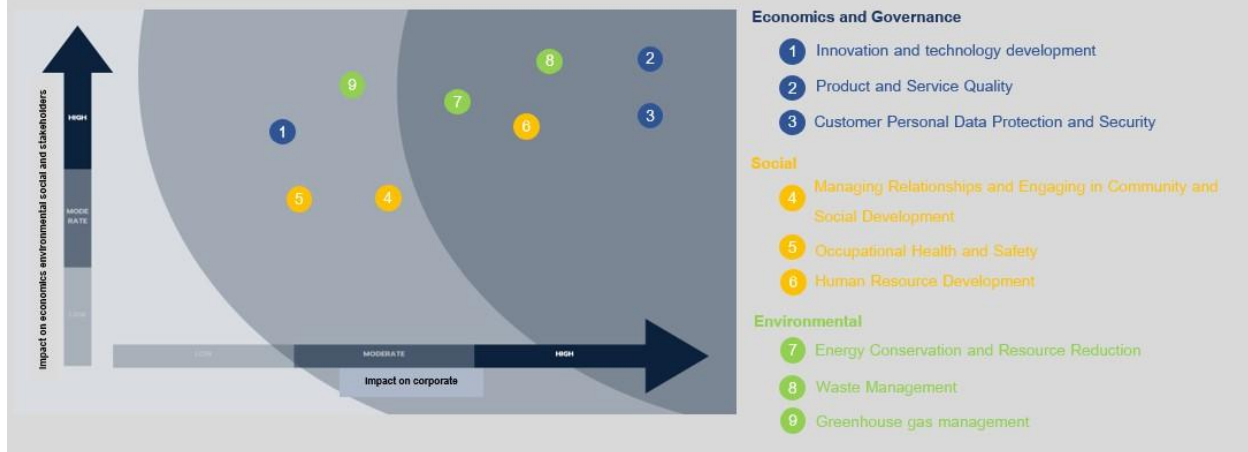 Impact on economics environmental social and stakeholders
HIGH
MODE
RATE
LOW
LOW
MODERATE
HIGH
Impact on corporate
1
2
3
4
5
6
7
8
9
Economics and Governance
1 Innovation and technology development
2 Product and Service Quality
3 Customer Personal Data Protection and Security
Social
4 Managing Relationships and Engaging in Community and
Social Development
5 Occupational Health and Safety
6 Human Resource Development
Environmental
7 Energy Conservation and Resource Reduction
8 Waste Management
9 Greenhouse gas management